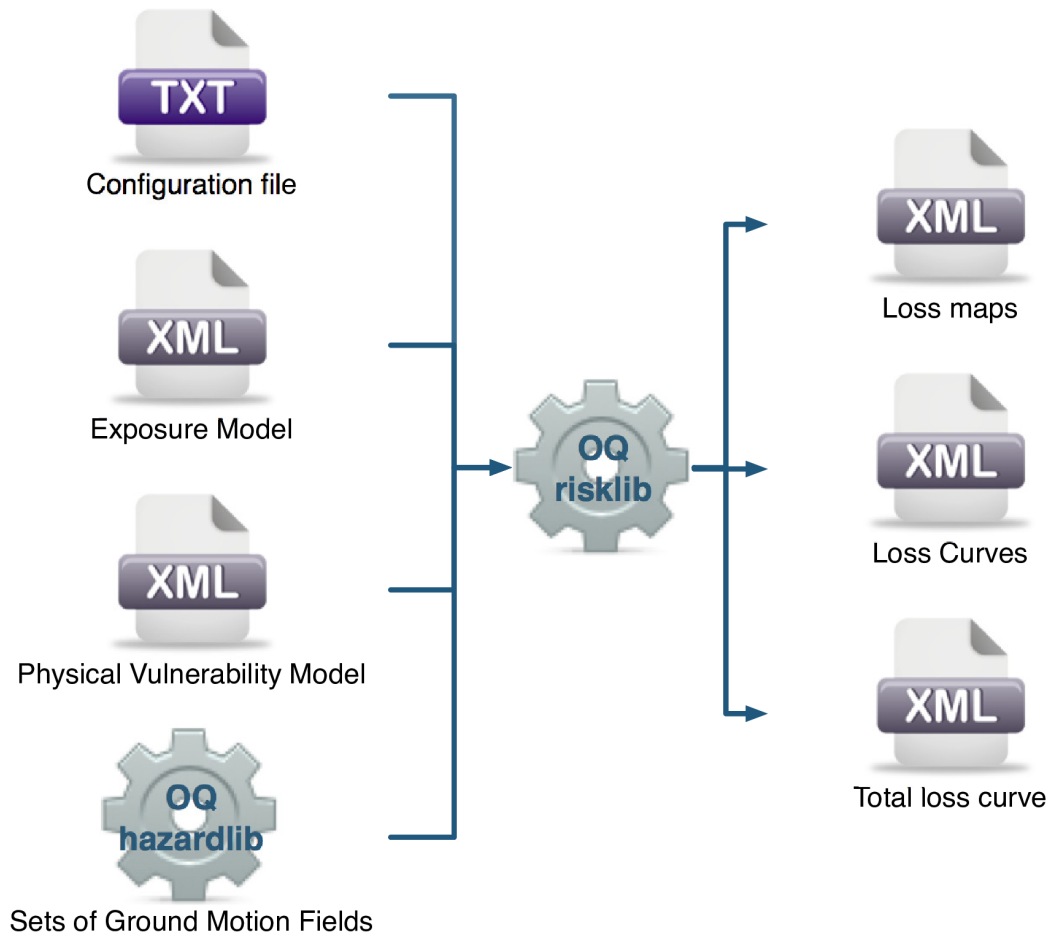 TXT
Configuration file
XML
Exposure Model
XML
Physical Vulnerability Model
OQ
hazardlib
Sets of Ground Motion Fields
OQ
risklib
XML
Loss maps
XML
Loss Curves
XML
Total loss curve